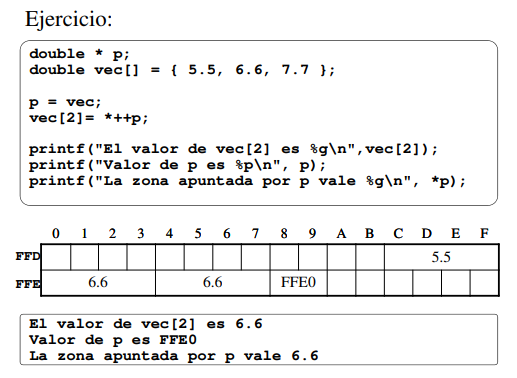 Ejercicio:
double * p;
double vec[] = { 5.5, 6.6, 7.7 };
p = vec;
vec[2]= *++p;
printf("El valor de vec[2] es %g\n",vec[2]);
printf("Valor de p es %p\n", p);
printf("La zona apuntada por p vale %g\n", *p);
0 1 2 3 4 5 6 7 8 9 A B C D E F
FFD 5.5
FFE 6.6 6.6 FFE0
El valor de vec[2] es 6.6
Valor de p es FFE0
La zona apuntada por p vale 6.6